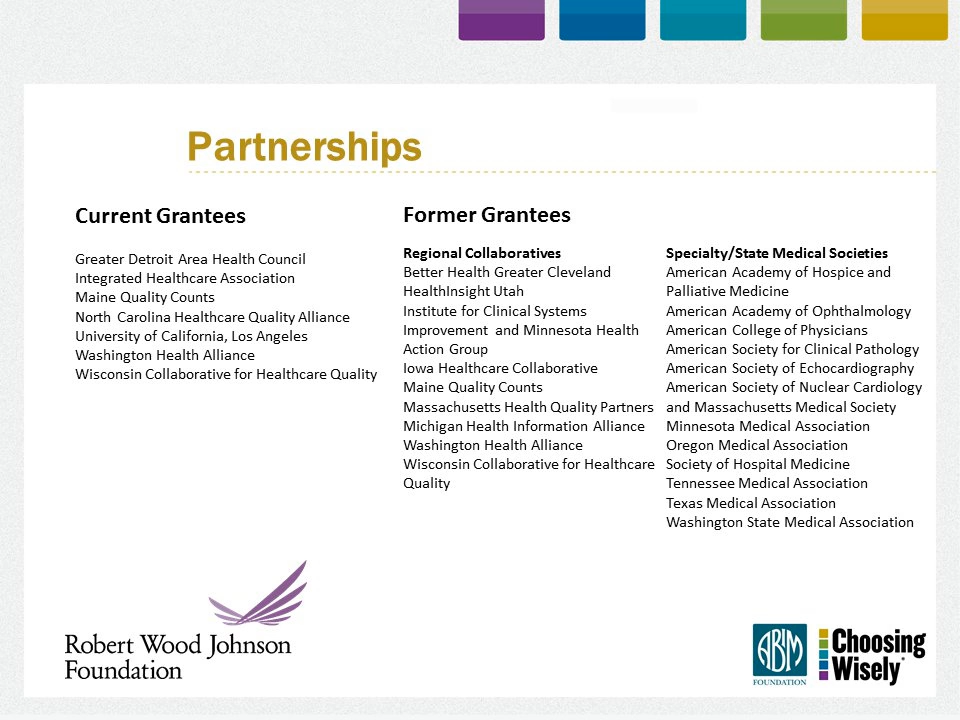 Partnerships
Current Grantees
Greater Detroit Area Health Council
Integrated Healthcare Association
Maine Quality Counts
North Carolina Healthcare Quality Alliance
University of California, Los Angeles
Washington Health Alliance
Wisconsin Collaborative for Healthcare Quality
Former Grantees
Regional Collaboratives
Better Health Greater Cleveland
HealthInsight Utah
Institute for Clinical Systems
Improvement and Minnesota Health
Action Group
Iowa Healthcare Collaborative
Maine Quality Counts
Massachusetts Health Quality Partners
Michigan Health Information Alliance
Washington Health Alliance
Wisconsin Collaborative for Healthcare
Quality
Specialty/State Medical Societies
American Academy of Hospice and
Palliative Medicine
American Academy of Ophthalmology
American College of Physicians
American Society for Clinical Pathology
American Society of Echocardiography
American Society of Nuclear Cardiology
and Massachusetts Medical Society
Minnesota Medical Association
Oregon Medical Association
Society of Hospital Medicine
Tennessee Medical Association
Texas Medical Association
Washington State Medical Association
Robert Wood Johnson
Foundation
ABIM
FOUNDATION
Choosing
Wisely®